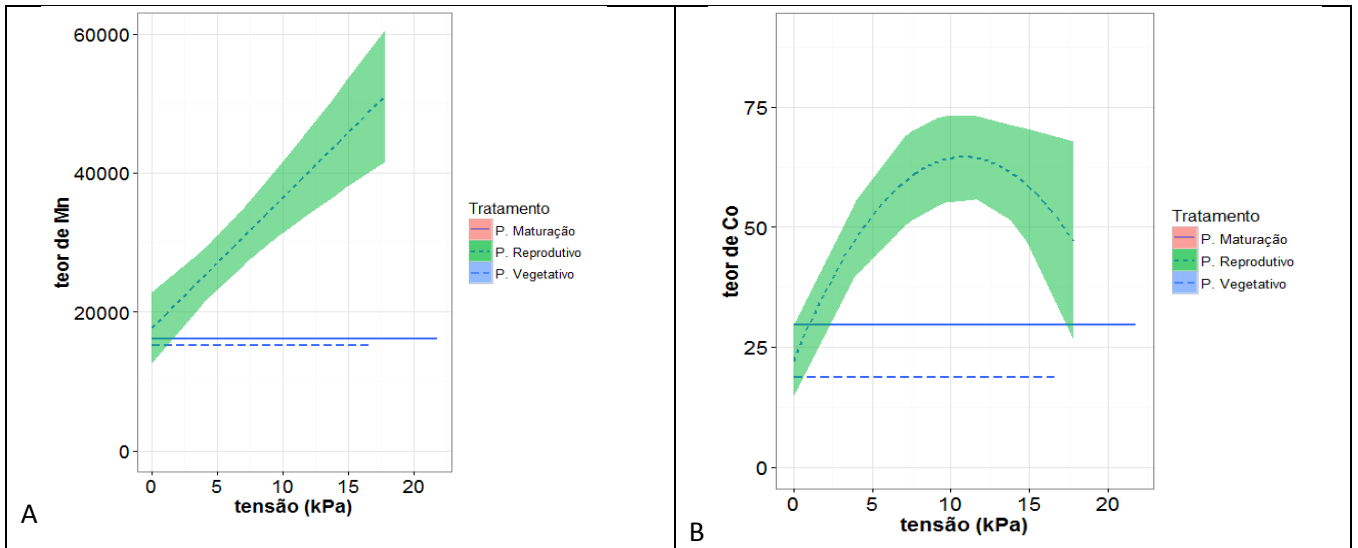 60000
40000
20000
0
teor de Mn
0 5 10 15 20
tensão (kPa)
Tratamento
P. Maturação
P. Reprodutivo
P. Vegetativo
A
75
50
25
0
teor de Co
0 5 10 15 20
tensão (kPa)
Tratamento
P. Maturação
P. Reprodutivo
P. Vegetativo
B